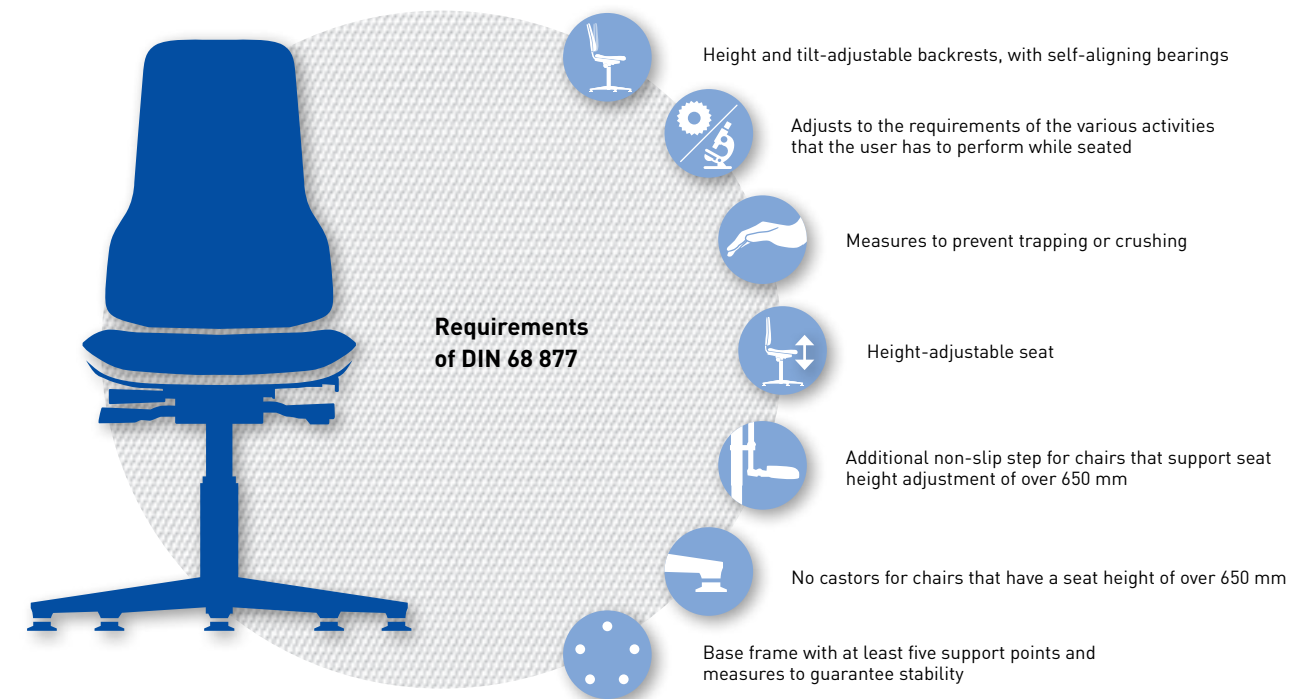 Height and tilt-adjustable backrests, with self-aligning bearings
Adjusts to the requirements of the various activities
that the user has to perform while seated
Measures to prevent trapping or crushing
Requirements
of DIN 68 877
Height-adjustable seat
Additional non-slip step for chairs that support seat
height adjustment of over 650 mm
No castors for chairs that have a seat height of over 650 mm
Base frame with at least five support points and
measures to guarantee stability